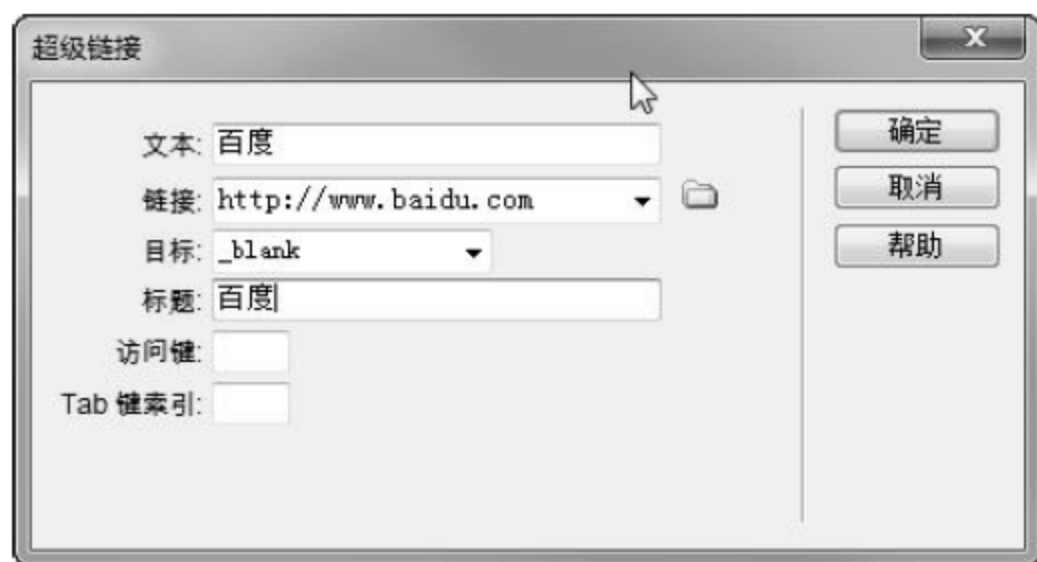 超级链接
文本: 百度
确定
链接: http://www.baidu.com
取消
目标: _blank
帮助
标题: 百度
访问键:
Tab 键索引: